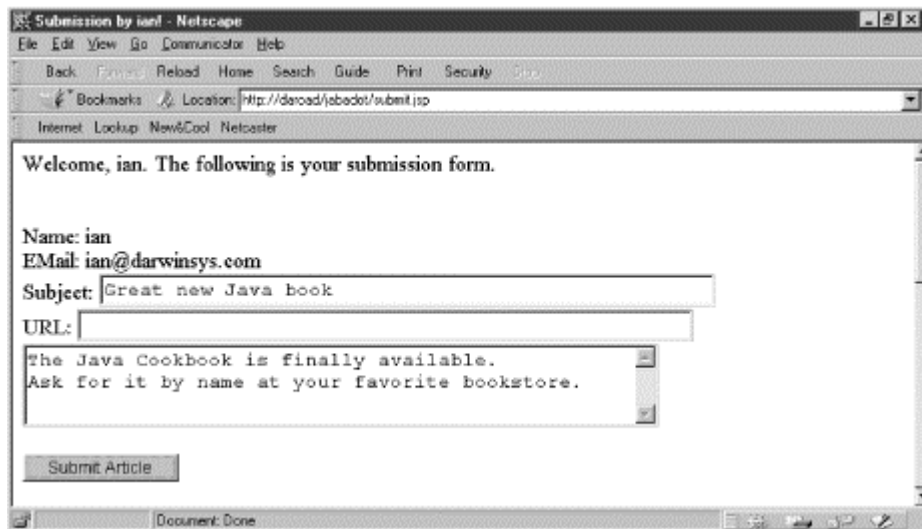 Submission by ian! - Netscape
File Edit View Go Communicator Help
Back Forward Reload Home Search Guide Print Security Stop
Bookmarks Location: http://daroad/jabadot/submit.jsp
Internet Lookup New&Cool Netcaster
Welcome, ian. The following is your submission form.
Name: ian
EMail: ian@darwinsys.com
Subject: Great new Java book
URL:
The Java Cookbook is finally available.
Ask for it by name at your favorite bookstore.
Submit Article
Document: Done